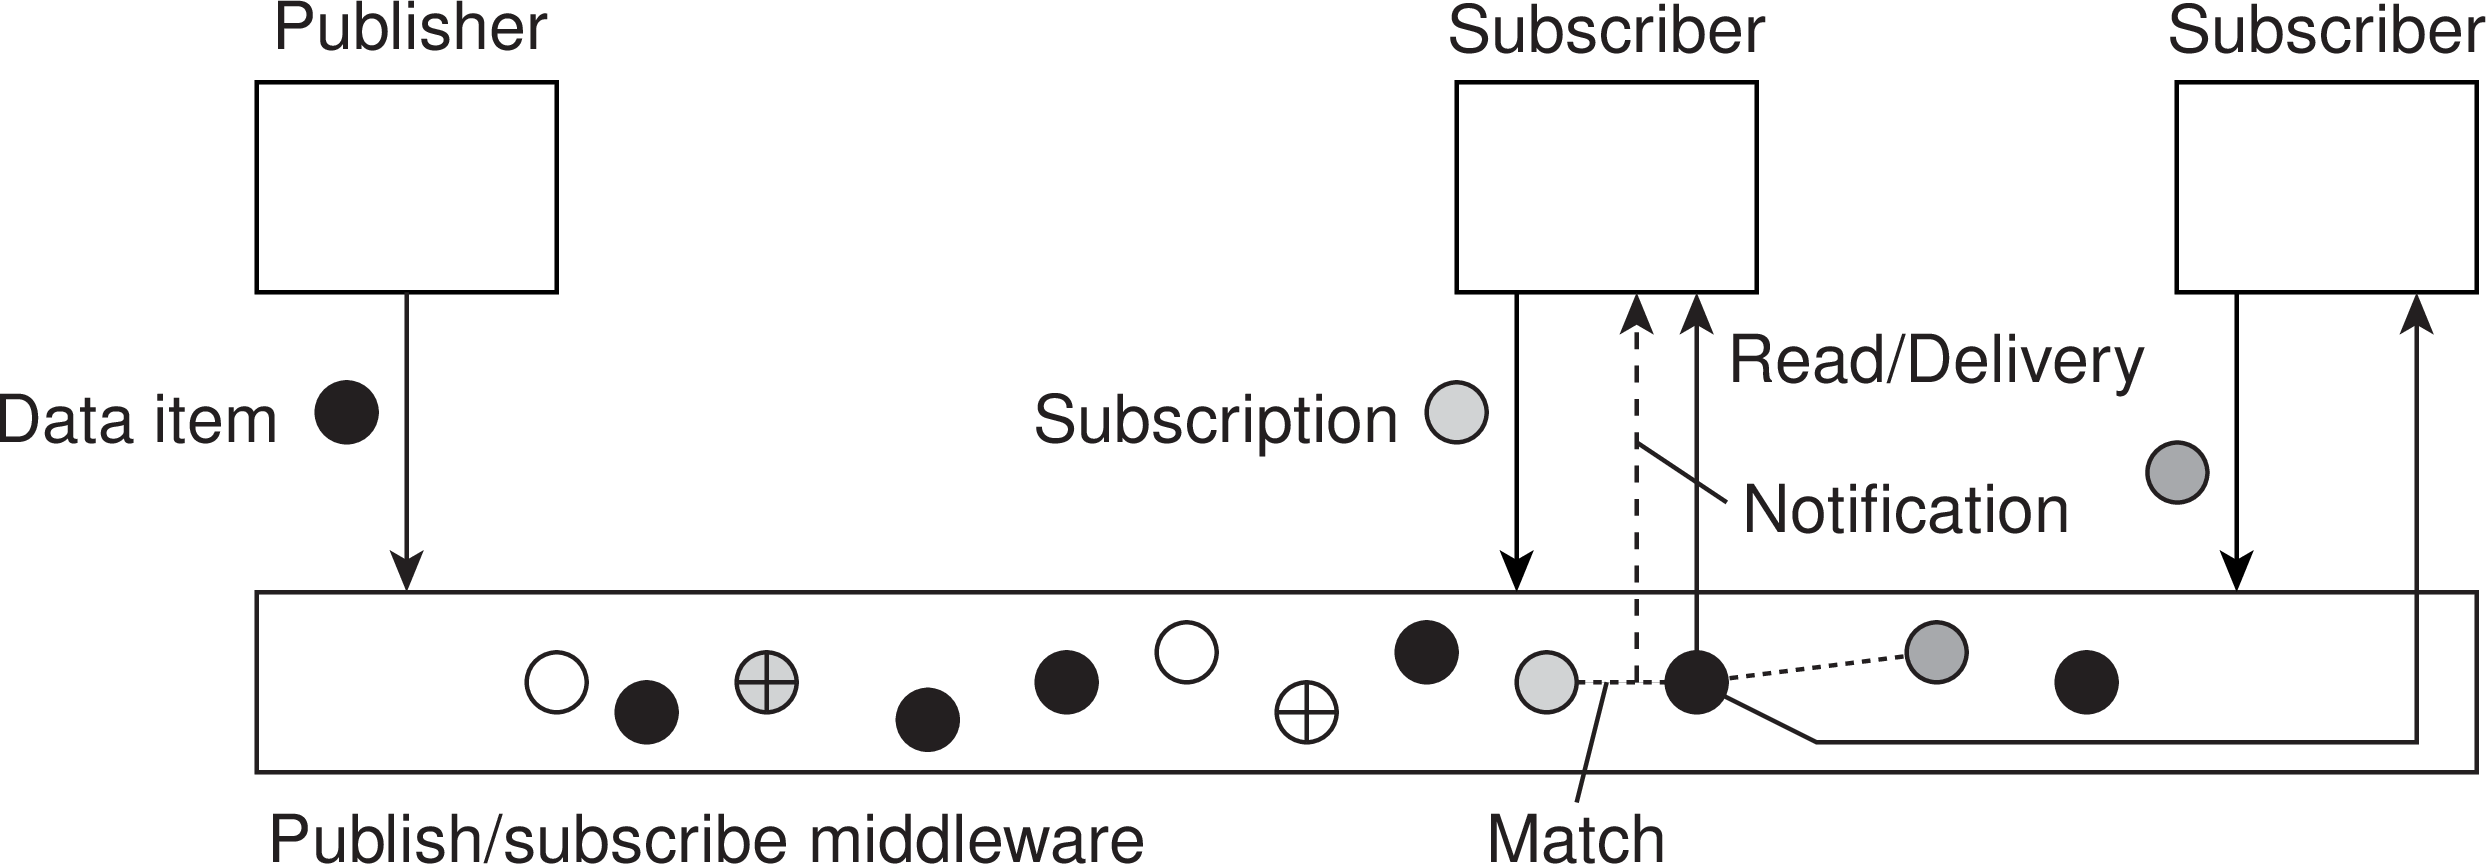 Publisher
Subscriber
Subscriber
Read/Delivery
Data item
Subscription
Notification
Publish/subscribe middleware
Match